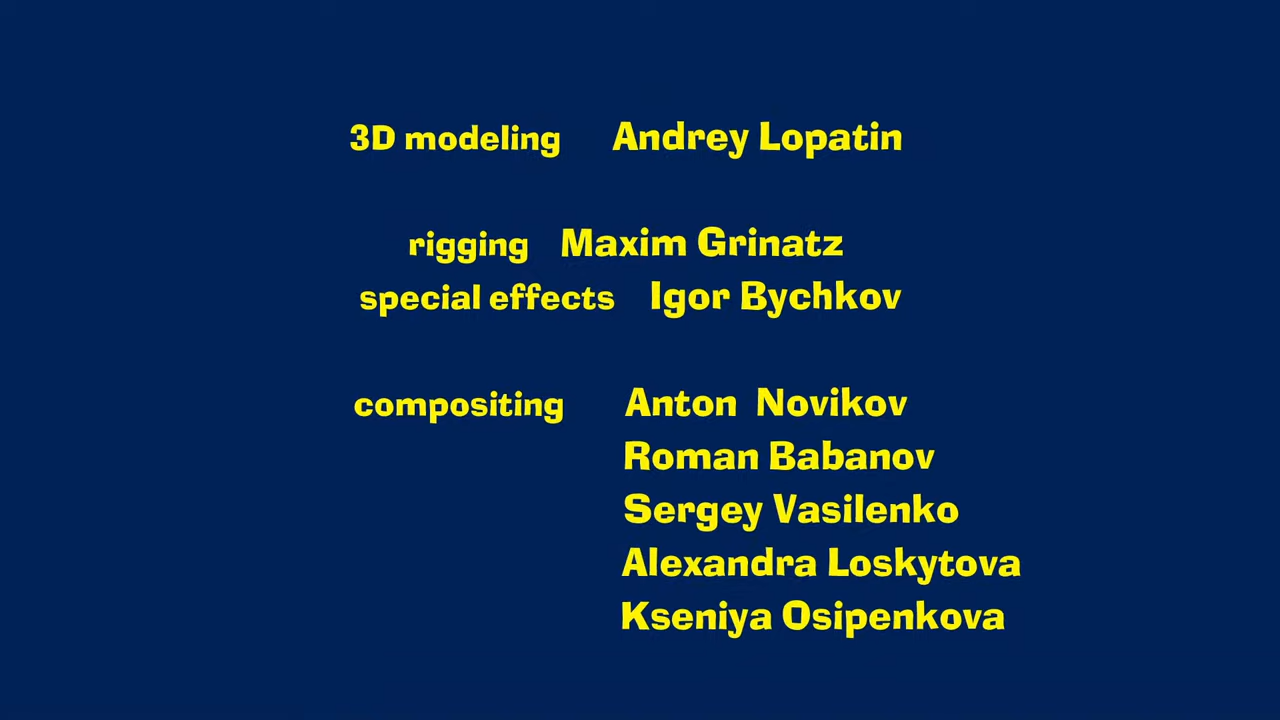 3D modeling Andrey Lopatin
rigging Maxim Grinatz
special effects Igor Bychkov
compositing Anton Novikov
Roman Babanov
Sergey Vasilenko
Alexandra Loskytova
Kseniya Osipenkova